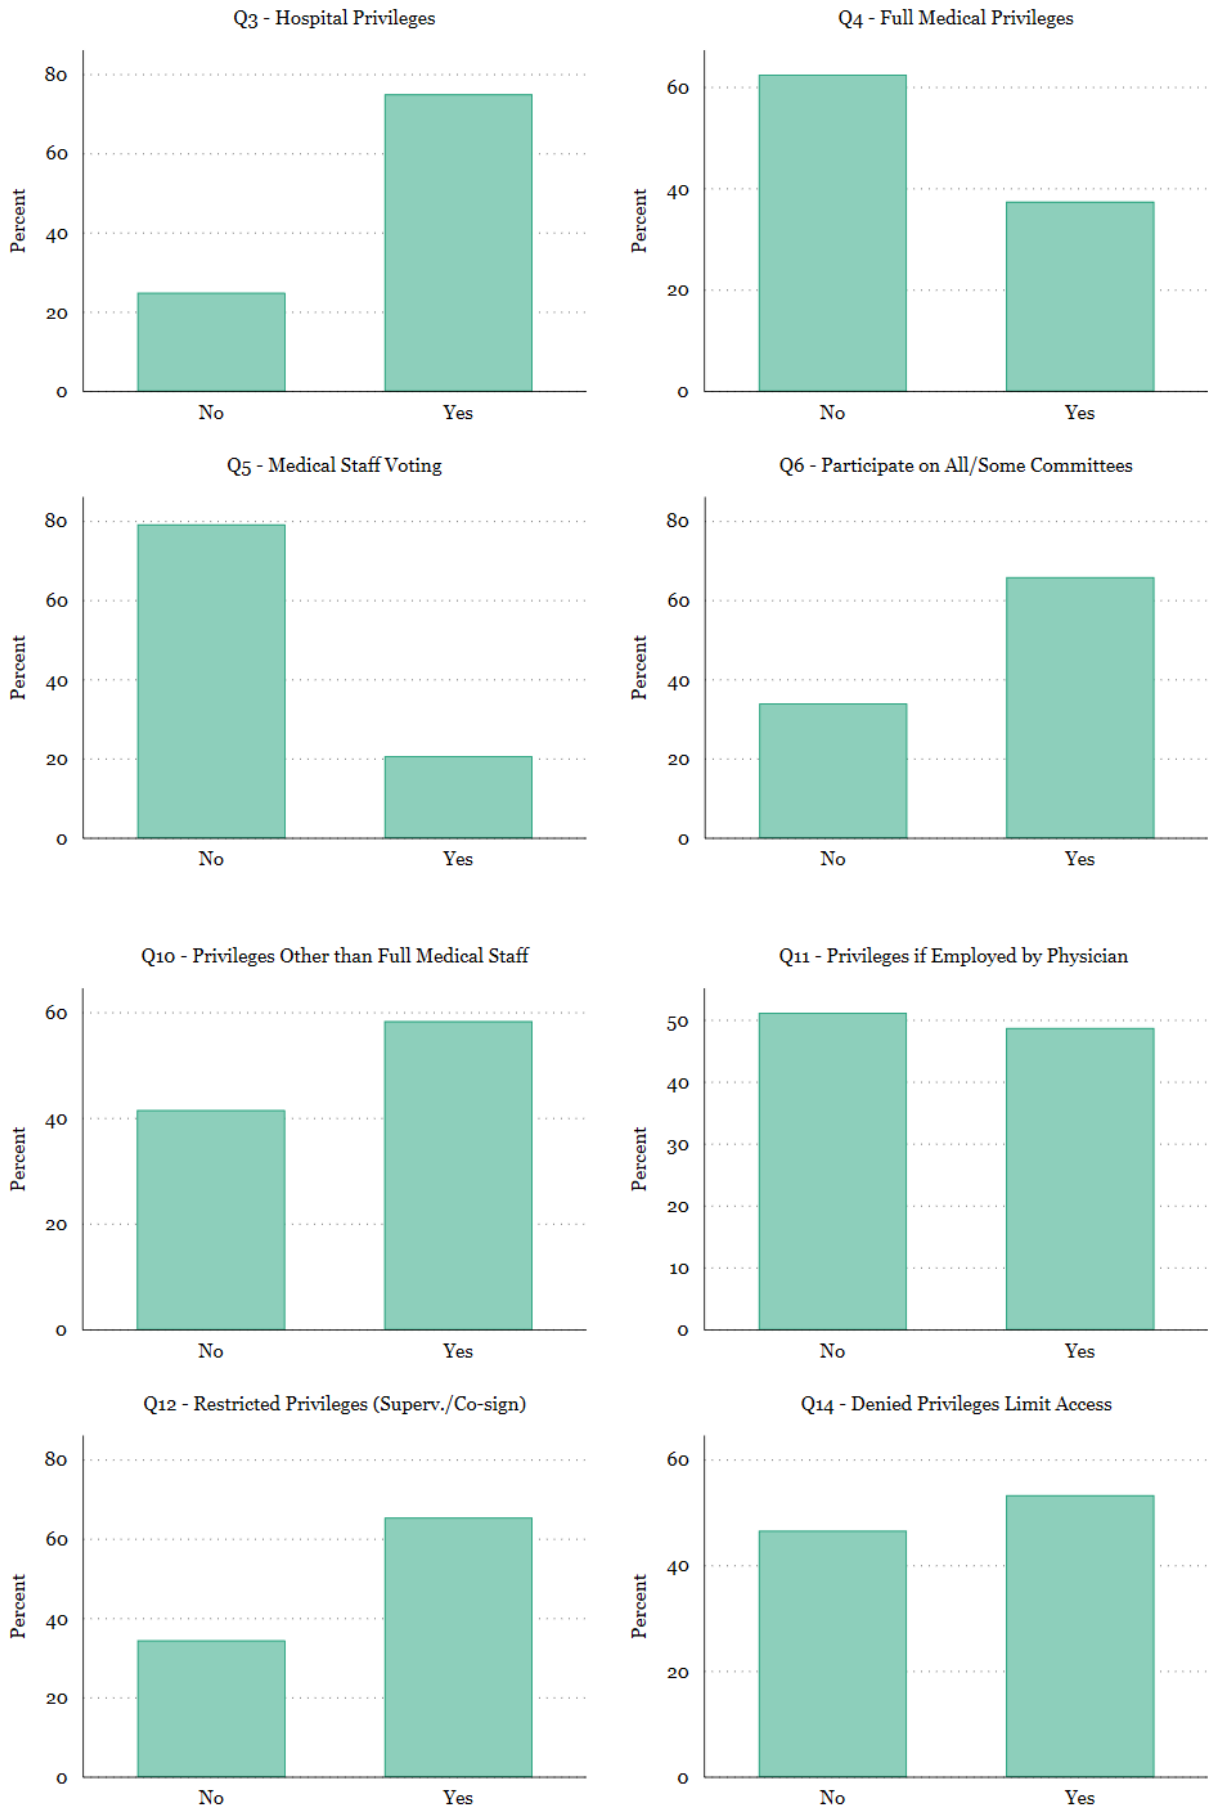 Q3 - Hospital Privileges
80
60
40
20
0
Percent
No Yes
Q4 - Full Medical Privileges
60
40
20
0
Percent
No Yes
Q5 - Medical Staff Voting
80
60
40
20
0
Percent
No Yes
Q6 - Participate on All/Some Committees
80
60
40
20
0
Percent
No Yes
Q10 - Privileges Other than Full Medical Staff
60
40
20
0
Percent
No Yes
Q11 - Privileges if Employed by Physician
50
40
30
20
10
0
Percent
No Yes
Q12 - Restricted Privileges (Superv./Co-sign)
80
60
40
20
0
Percent
No Yes
Q14 - Denied Privileges Limit Access
60
40
20
0
Percent
No Yes